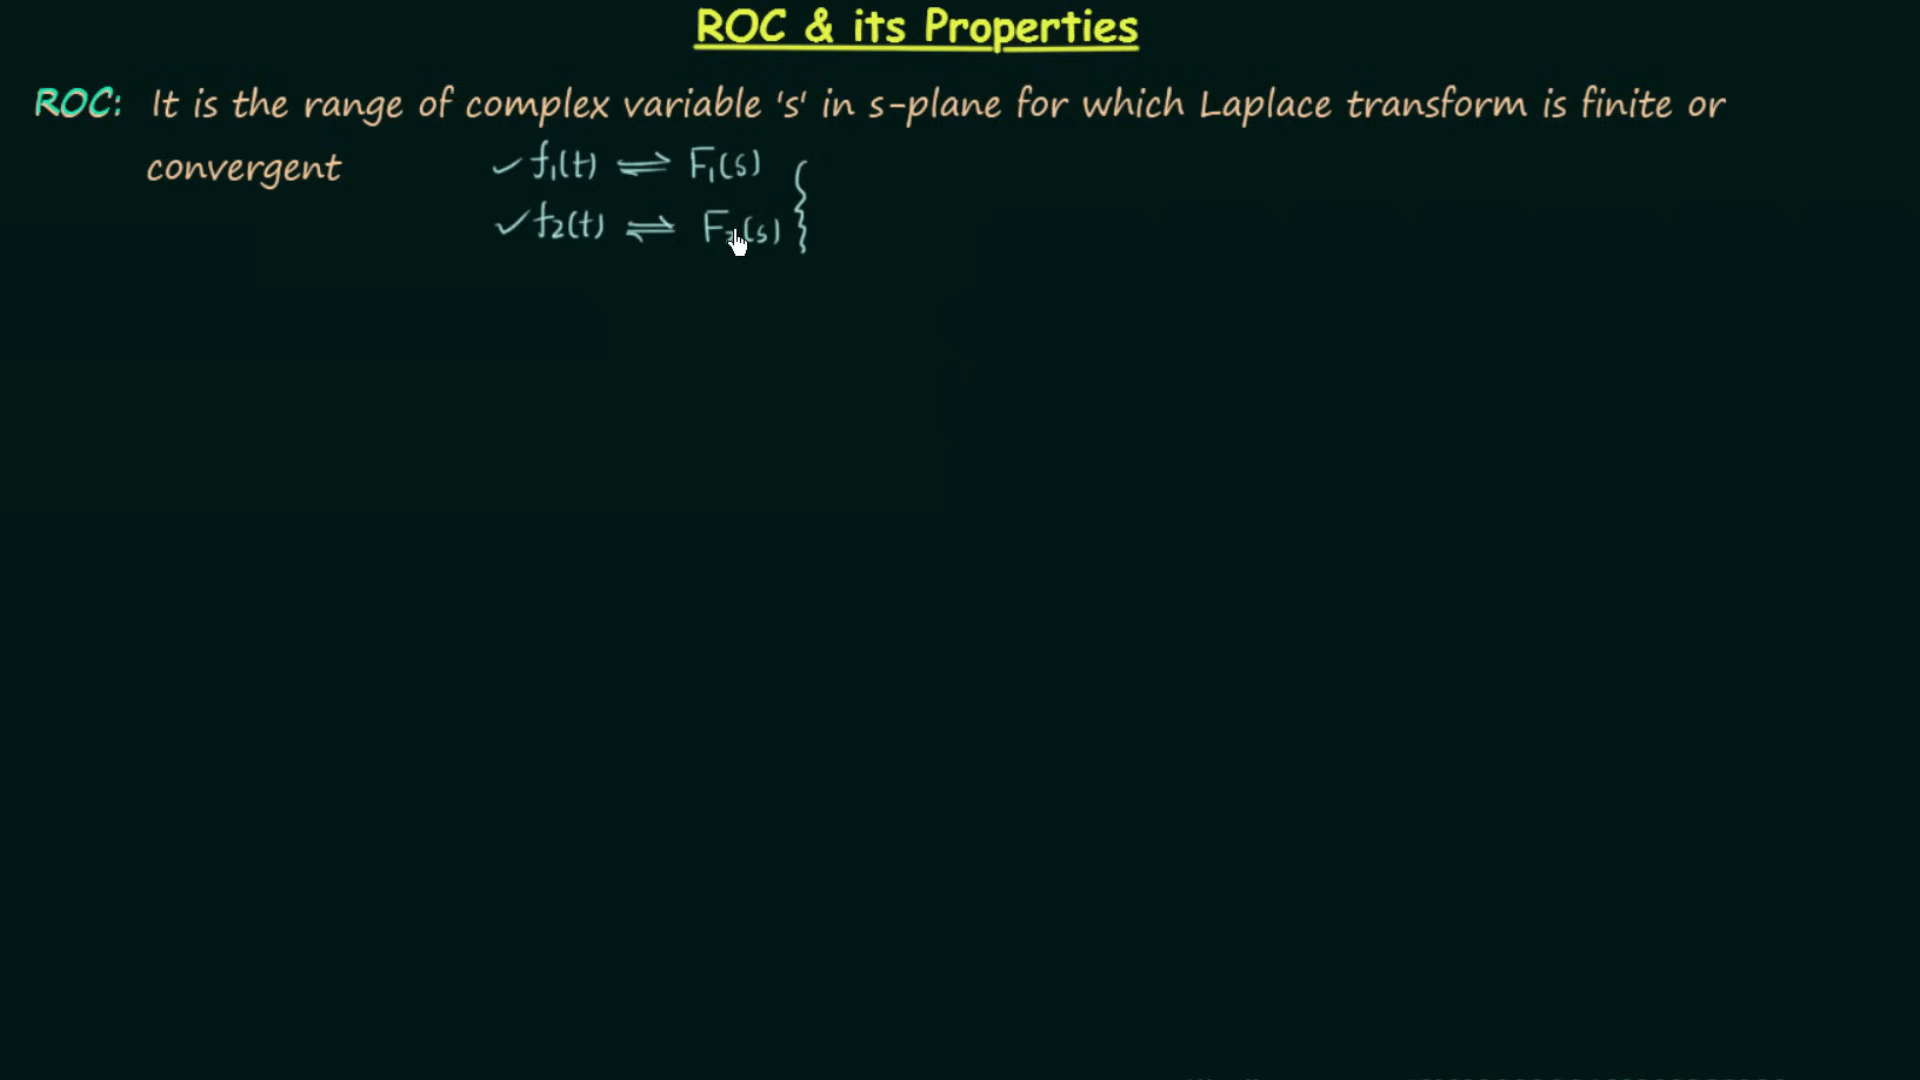 ROC & its Properties
ROC: It is the range of complex variable 's' in s-plane for which Laplace transform is finite or
convergent
✓ f₁(t) ⇌ F₁(s)
✓ f₂(t) ⇌ F₂(s)